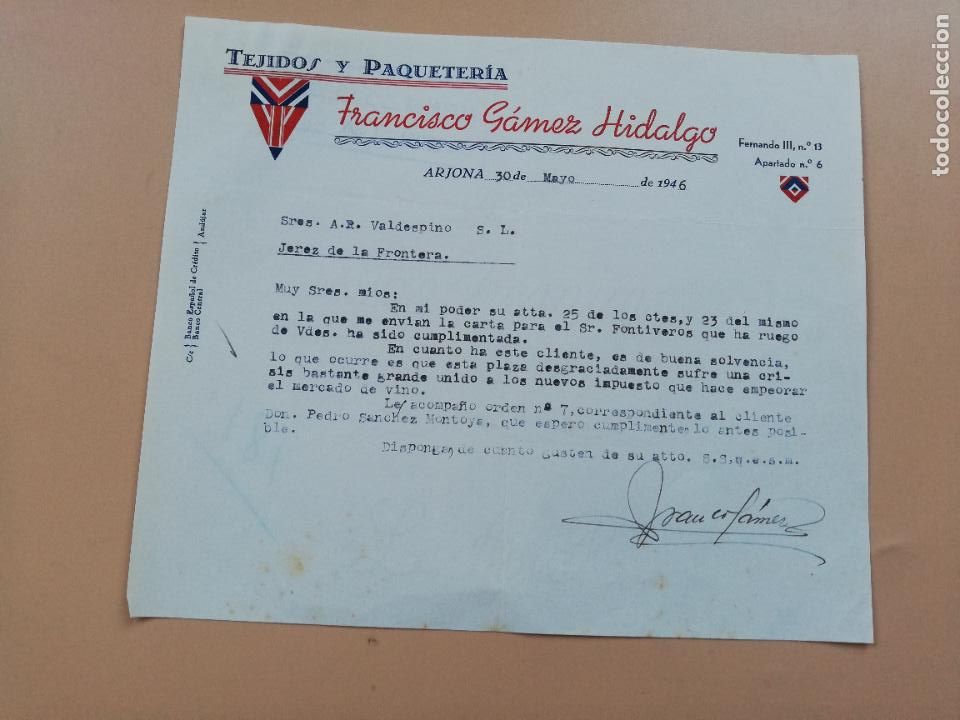 TEJIDOS Y PAQUETERÍA
Francisco Gámez Hidalgo
Fernando III, n.º 13
Apartado n.º 6
ARJONA 30 de Mayo de 1946
C/c Banco Español de Crédito Andújar
Banco Central
Sres. A.R. Valdespino S. L.
Jerez de la Frontera.
Muy Sres. mios:
En mi poder su atta. 25 de los ctes, y 23 del mismo
en la que me envian la carta para el Sr. Fontiveros que ha ruego
de Vdes. ha sido cumplimentada.
En cuanto ha este cliente, es de buena solvencia,
lo que ocurre es que esta plaza desgraciadamente sufre una cri-
sis bastante grande unido a los nuevos impuesto que hace empeorar
el mercado de vino.
Le/ acompaño orden nº 7, correspondiente al cliente
Don. Pedro Sanchez Montoya, que espero cumplimente lo antes posi-
ble.
Dispongan de cuanto gusten de su atto. S.S,q.e.s.m.
Franco Gámez
todocoleccion